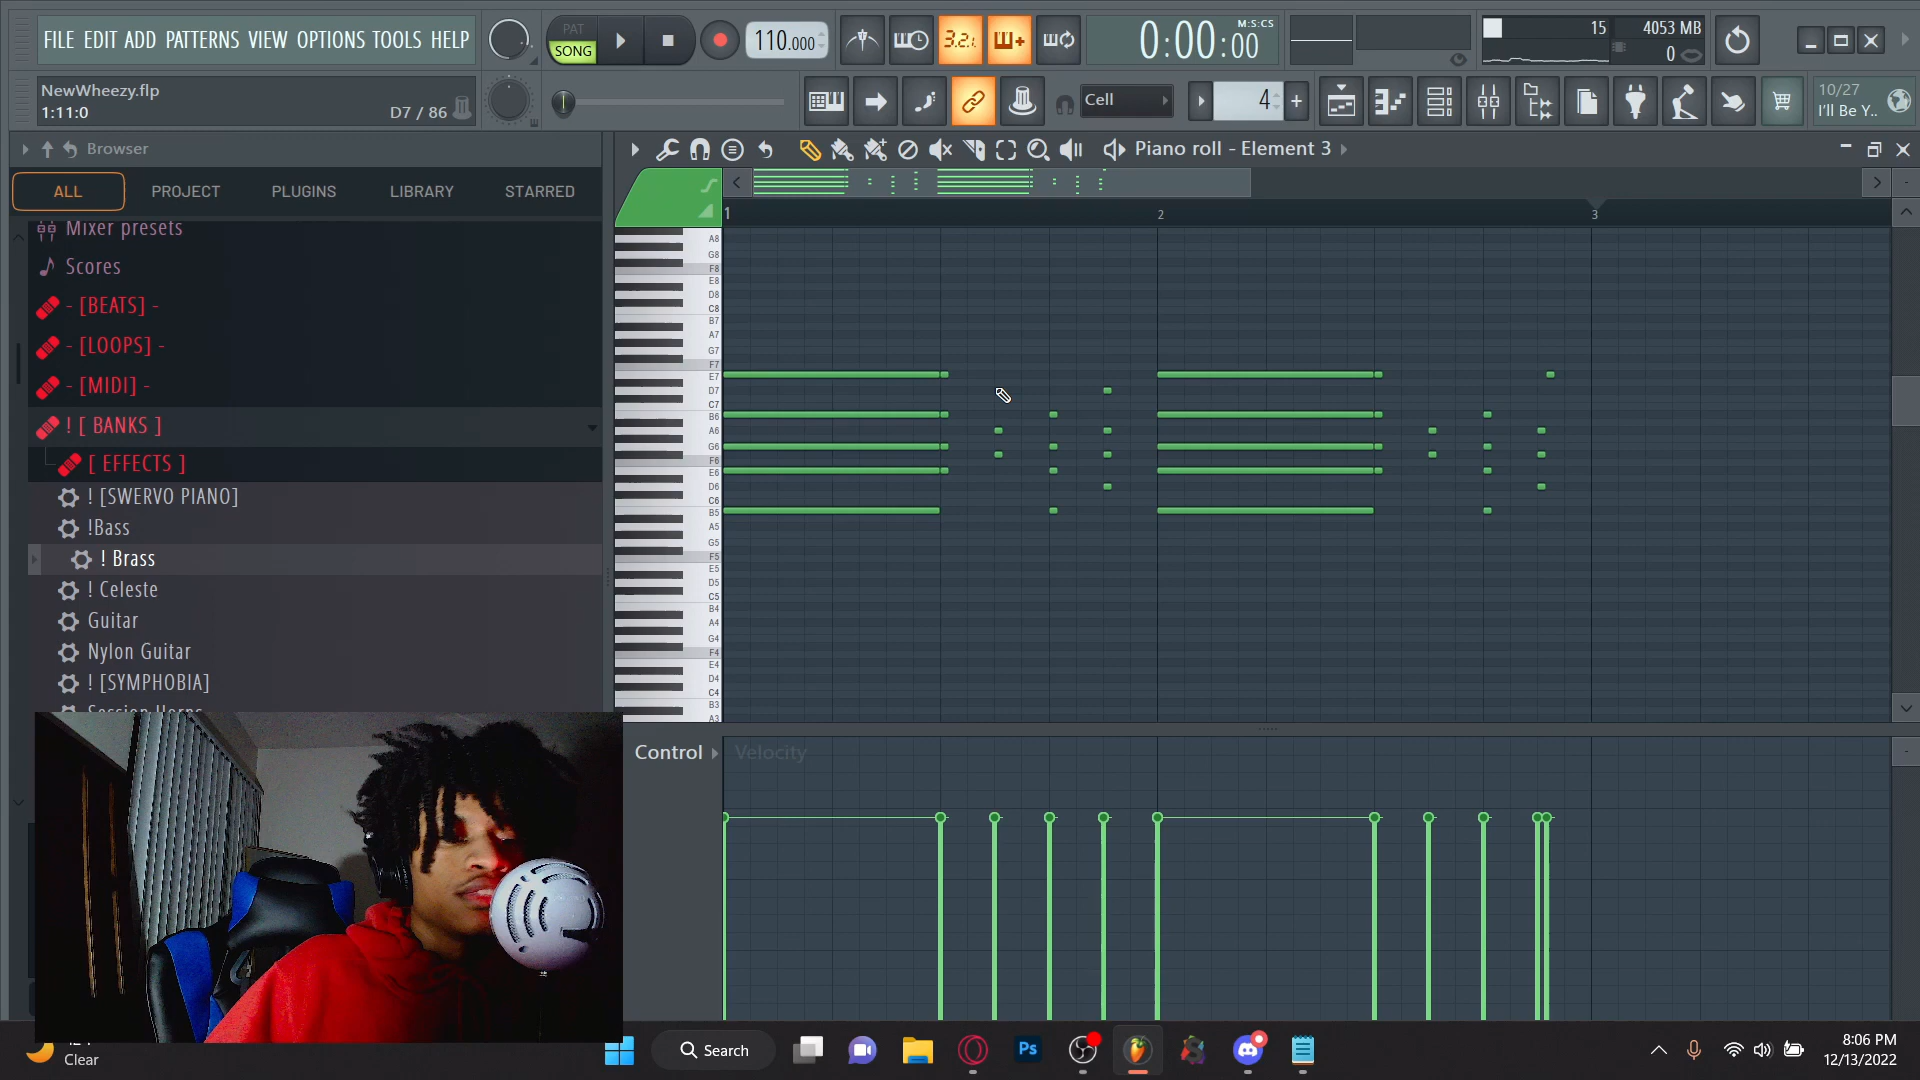 FILE EDIT ADD PATTERNS VIEW OPTIONS TOOLS HELP
PAT
SONG
110.000
3.2.1
0:00:00
M:S:CS
15
4053 MB
0
NewWheezy.flp
1:11:0
D7 / 86
Cell
4
10/27
I'll Be Y..
Browser
Piano roll - Element 3
ALL
PROJECT
PLUGINS
LIBRARY
STARRED
Mixer presets
Scores
- [BEATS] -
- [LOOPS] -
- [MIDI] -
! [ BANKS ]
[ EFFECTS ]
! [SWERVO PIANO]
!Bass
! Brass
! Celeste
Guitar
Nylon Guitar
! [SYMPHOBIA]
Session Horns
1
2
3
A8
G8
F8
E8
D8
C8
B7
A7
G7
F7
E7
D7
C7
B6
A6
G6
F6
E6
D6
C6
B5
A5
G5
F5
E5
D5
C5
B4
A4
G4
F4
E4
D4
C4
B3
A3
Control
Velocity
Clear
Search
Ps
8:06 PM
12/13/2022